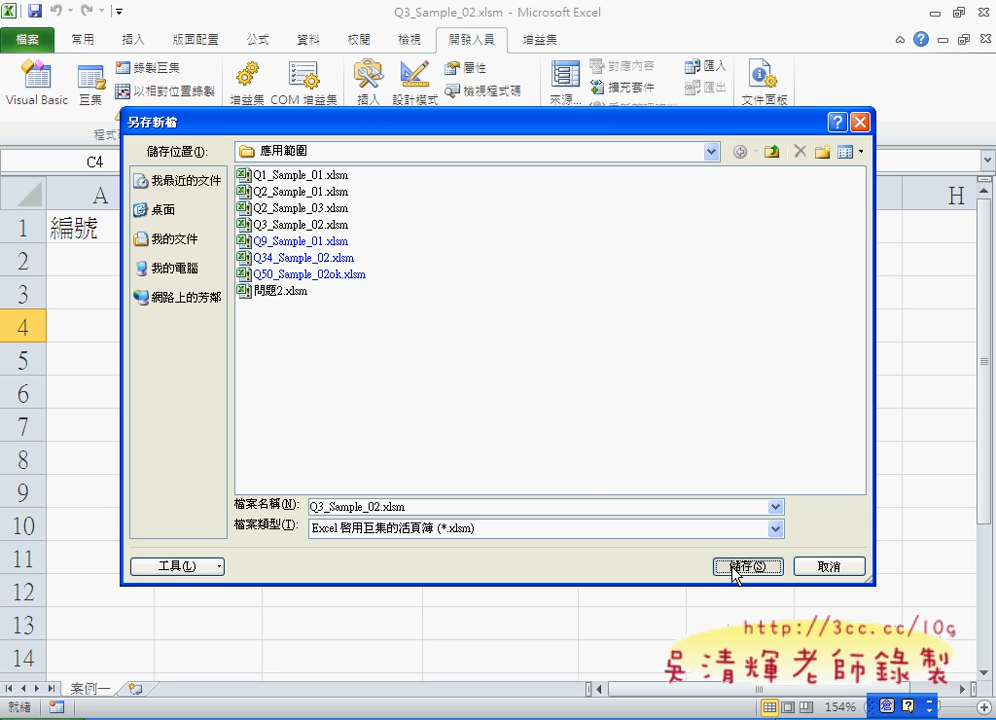 Q3_Sample_02.xlsm - Microsoft Excel
檔案 常用 插入 版面配置 公式 資料 校閱 檢視 開發人員 增益集
Visual Basic 巨集 錄製巨集 以相對位置錄製
增益集 COM 增益集
插入 設計模式 屬性 檢視程式碼
來源... 對應內容 擴充套件 匯入 匯出
文件面板
另存新檔
C4
儲存位置(I): 應用範圍
我最近的文件
桌面
我的文件
我的電腦
網路上的芳鄰
Q1_Sample_01.xlsm
Q2_Sample_01.xlsm
Q2_Sample_03.xlsm
Q3_Sample_02.xlsm
Q9_Sample_01.xlsm
Q34_Sample_02.xlsm
Q50_Sample_02ok.xlsm
問題2.xlsm
檔案名稱(N): Q3_Sample_02.xlsm
檔案類型(T): Excel 啓用巨集的活頁簿 (*.xlsm)
工具(L) 儲存(S) 取消
A H
1 編號
2
3
4
5
6
7
8
9
10
11
12
13
14
http://3cc.cc/10g
吳清輝老師錄製
案例一
就緒 154%